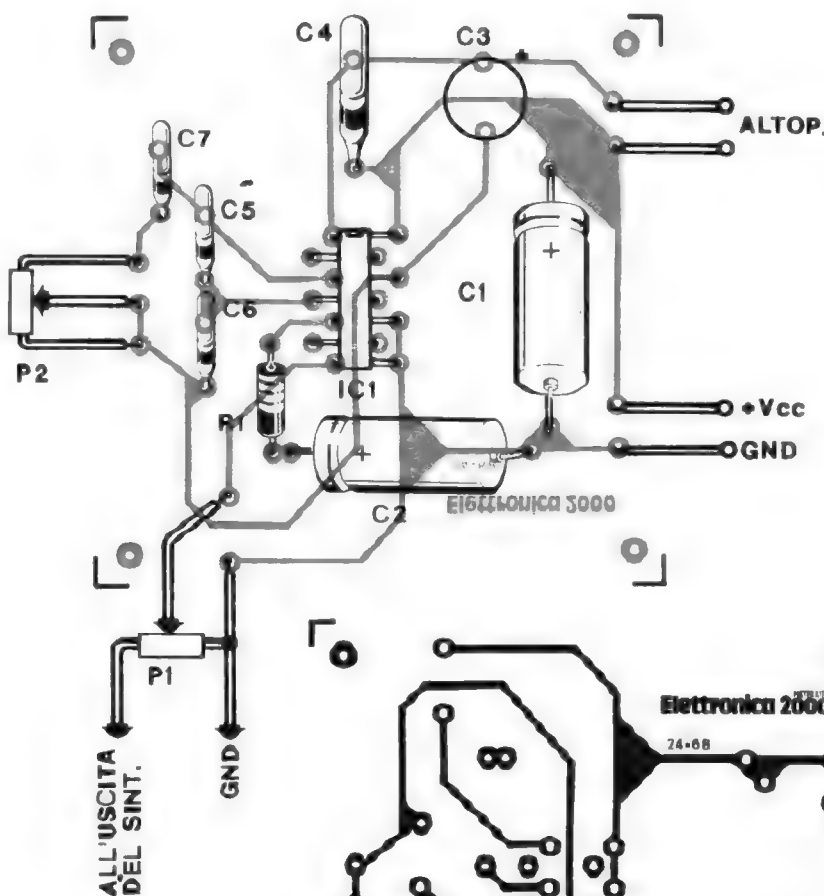 C4
C3
+
ALTOP.
C7
C5
C6
+
C1
P2
IC1
R1
+
+Vcc
GND
C2
Elettronica 2000
P1
ALL'USCITA
DEL SINT.
GND
Elettronica 2000
24-68